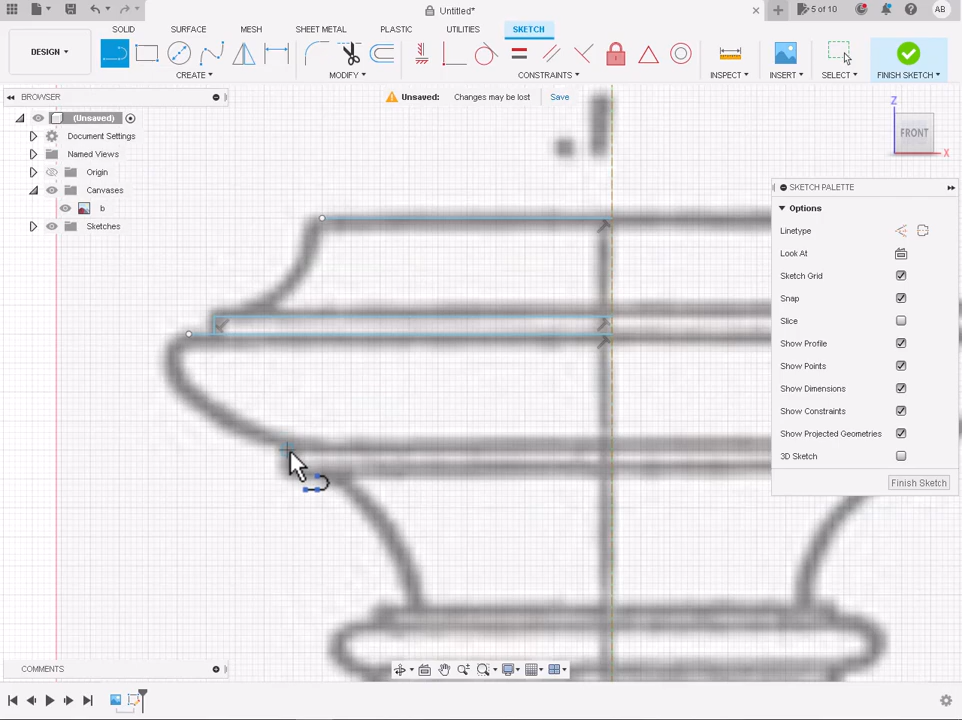 Untitled*
5 of 10
AB
DESIGN
SOLID
SURFACE
MESH
SHEET METAL
PLASTIC
UTILITIES
SKETCH
CREATE
MODIFY
CONSTRAINTS
INSPECT
INSERT
SELECT
FINISH SKETCH
BROWSER
Unsaved: Changes may be lost Save
(Unsaved)
Document Settings
Named Views
Origin
Canvases
b
Sketches
Z
FRONT
X
SKETCH PALETTE
Options
Linetype
Look At
Sketch Grid
Snap
Slice
Show Profile
Show Points
Show Dimensions
Show Constraints
Show Projected Geometries
3D Sketch
Finish Sketch
COMMENTS